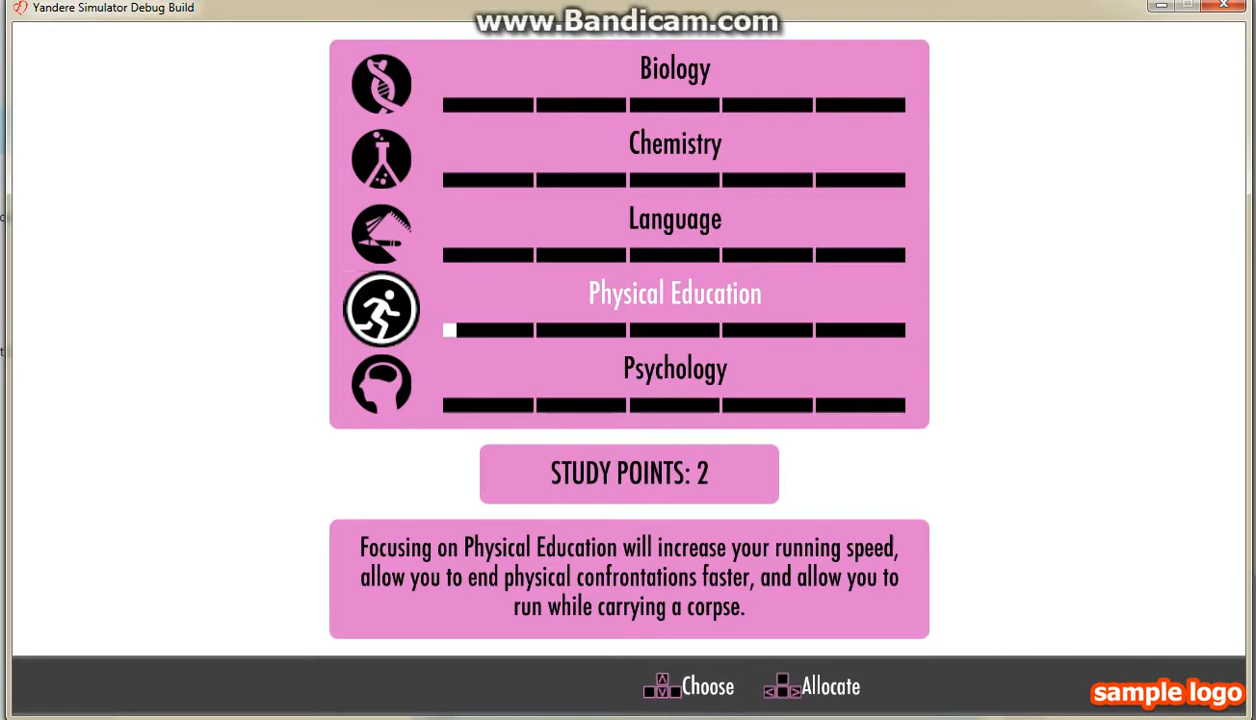 Yandere Simulator Debug Build
www.Bandicam.com
Biology
Chemistry
Language
Physical Education
Psychology
STUDY POINTS: 2
Focusing on Physical Education will increase your running speed,
allow you to end physical confrontations faster, and allow you to
run while carrying a corpse.
Choose
Allocate
sample logo